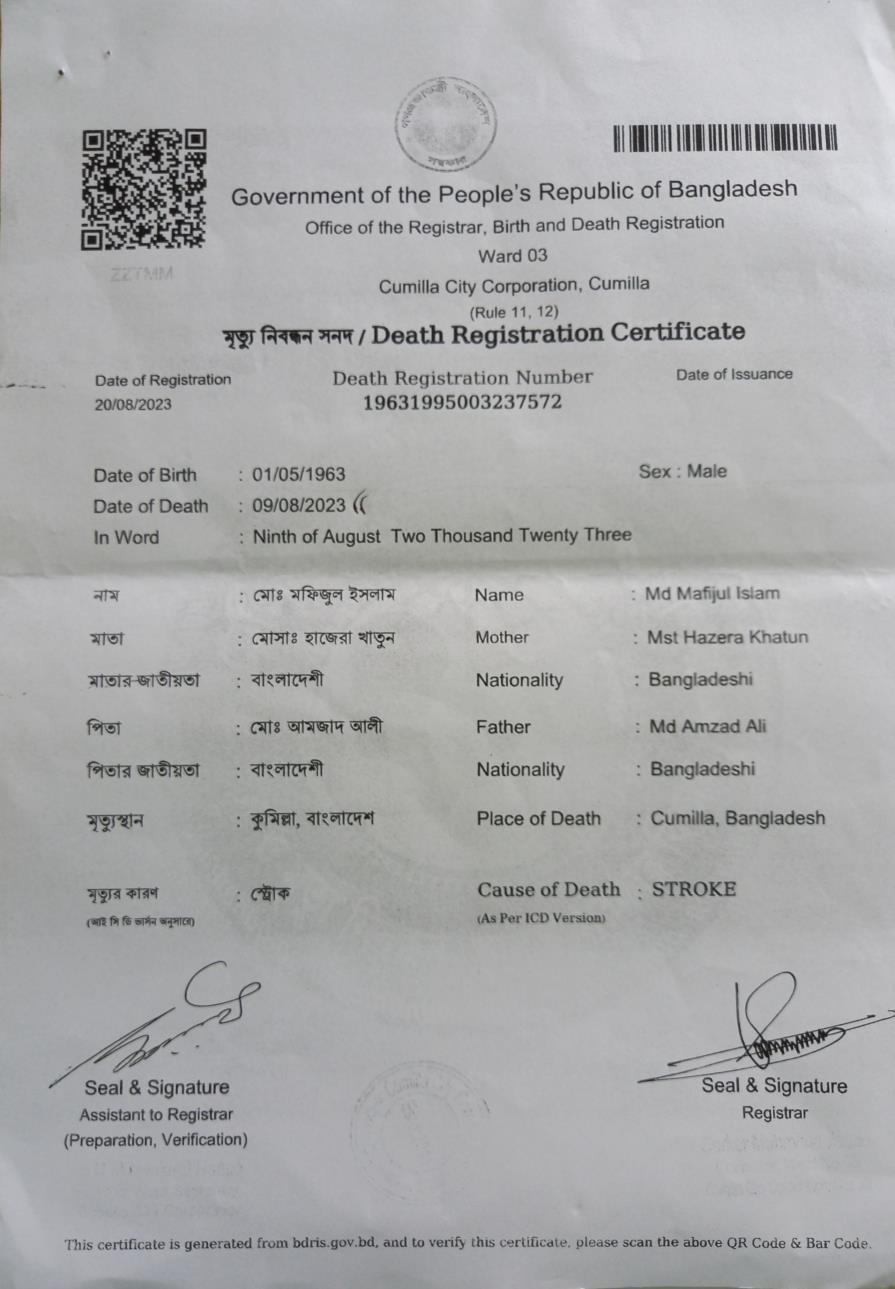 গণপ্রজাতন্ত্রী বাংলাদেশ
সরকার
ZZTMM
Government of the People's Republic of Bangladesh
Office of the Registrar, Birth and Death Registration
Ward 03
Cumilla City Corporation, Cumilla
(Rule 11, 12)
মৃত্যু নিবন্ধন সনদ / Death Registration Certificate
Date of Registration Death Registration Number Date of Issuance
20/08/2023 19631995003237572
Date of Birth : 01/05/1963 Sex : Male
Date of Death : 09/08/2023
In Word : Ninth of August Two Thousand Twenty Three
নাম : মোঃ মফিজুল ইসলাম Name : Md Mafijul Islam
মাতা : মোসাঃ হাজেরা খাতুন Mother : Mst Hazera Khatun
মাতার জাতীয়তা : বাংলাদেশী Nationality : Bangladeshi
পিতা : মোঃ আমজাদ আলী Father : Md Amzad Ali
পিতার জাতীয়তা : বাংলাদেশী Nationality : Bangladeshi
মৃত্যুস্থান : কুমিল্লা, বাংলাদেশ Place of Death : Cumilla, Bangladesh
মৃত্যুর কারণ : স্ট্রোক Cause of Death : STROKE
(আই সি ডি ভার্সন অনুসারে) (As Per ICD Version)
Seal & Signature Seal & Signature
Assistant to Registrar Registrar
(Preparation, Verification)
This certificate is generated from bdris.gov.bd, and to verify this certificate, please scan the above QR Code & Bar Code.